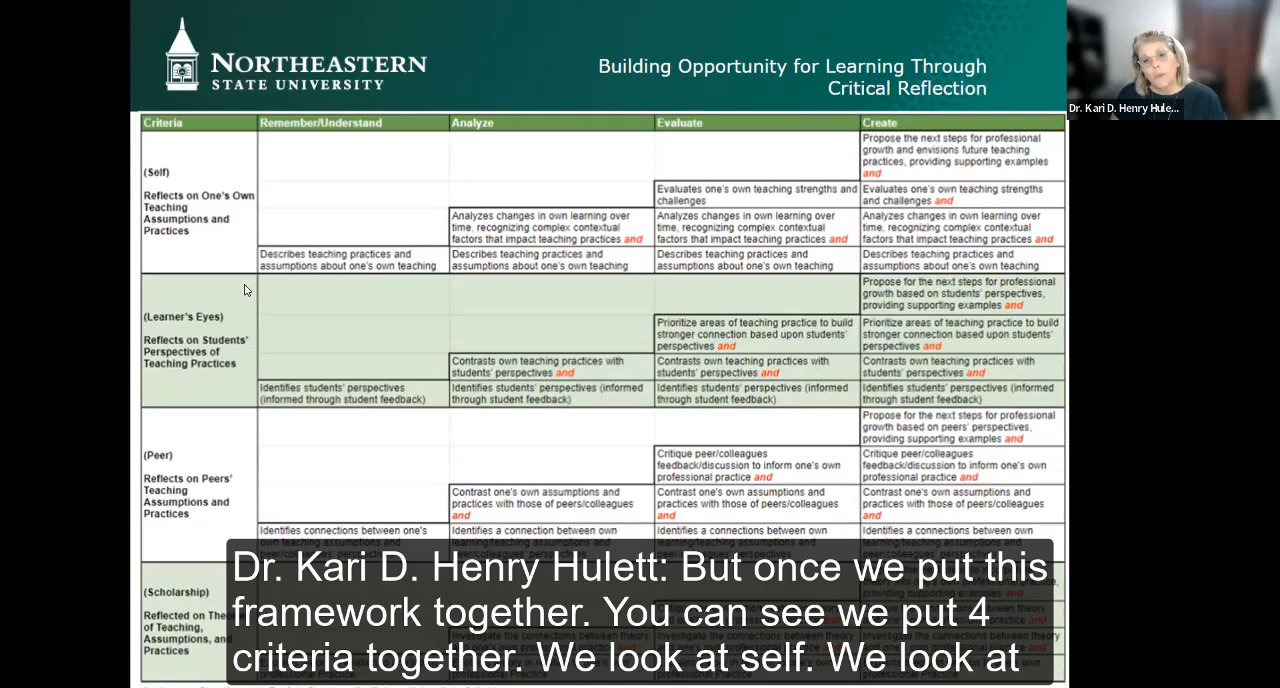 NORTHEASTERN
STATE UNIVERSITY
Building Opportunity for Learning Through
Critical Reflection
Dr. Kari D. Henry Hule...
Criteria Remember/Understand Analyze Evaluate Create
(Self)
Reflects on One's Own
Teaching
Assumptions and
Practices
Describes teaching practices and
assumptions about one's own teaching
Analyzes changes in own learning over
time, recognizing complex contextual
factors that impact teaching practices and
Describes teaching practices and
assumptions about one's own teaching
Evaluates one's own teaching strengths and
challenges
Analyzes changes in own learning over
time, recognizing complex contextual
factors that impact teaching practices and
Describes teaching practices and
assumptions about one's own teaching
Propose the next steps for professional
growth and envisions future teaching
practices, providing supporting examples
and
Evaluates one's own teaching strengths
and challenges and
Analyzes changes in own learning over
time, recognizing complex contextual
factors that impact teaching practices and
Describes teaching practices and
assumptions about one's own teaching
(Learner's Eyes)
Reflects on Students'
Perspectives of
Teaching Practices
Identifies students' perspectives
(informed through student feedback)
Contrasts own teaching practices with
students' perspectives and
Identifies students' perspectives (informed
through student feedback)
Prioritize areas of teaching practice to build
stronger connection based upon students'
perspectives and
Contrasts own teaching practices with
students' perspectives and
Identifies students' perspectives (informed
through student feedback)
Propose for the next steps for professional
growth based on students' perspectives,
providing supporting examples and
Prioritize areas of teaching practice to build
stronger connection based upon students'
perspectives and
Contrasts own teaching practices with
students' perspectives and
Identifies students' perspectives (informed
through student feedback)
(Peer)
Reflects on Peers'
Teaching
Assumptions and
Practices
Identifies connections between one's
own teaching assumptions and
Contrast one's own assumptions and
practices with those of peers/colleagues
and
Identifies a connection between own
learning/teaching assumptions and
Critique peer/colleagues
feedback/discussion to inform one's own
professional practice and
Contrast one's own assumptions and
practices with those of peers/colleagues
and
Identifies a connection between own
learning/teaching assumptions and
Propose for the next steps for professional
growth based on peers' perspectives,
providing supporting examples and
Critique peer/colleagues
feedback/discussion to inform one's own
professional practice and
Contrast one's own assumptions and
practices with those of peers/colleagues
and
Identifies a connection between own
learning/teaching assumptions and
(Scholarship)
Reflected on
of Teaching,
Assumptions, and
Practices
Dr. Kari D. Henry Hulett: But once we put this
framework together. You can see we put 4
criteria together. We look at self. We look at